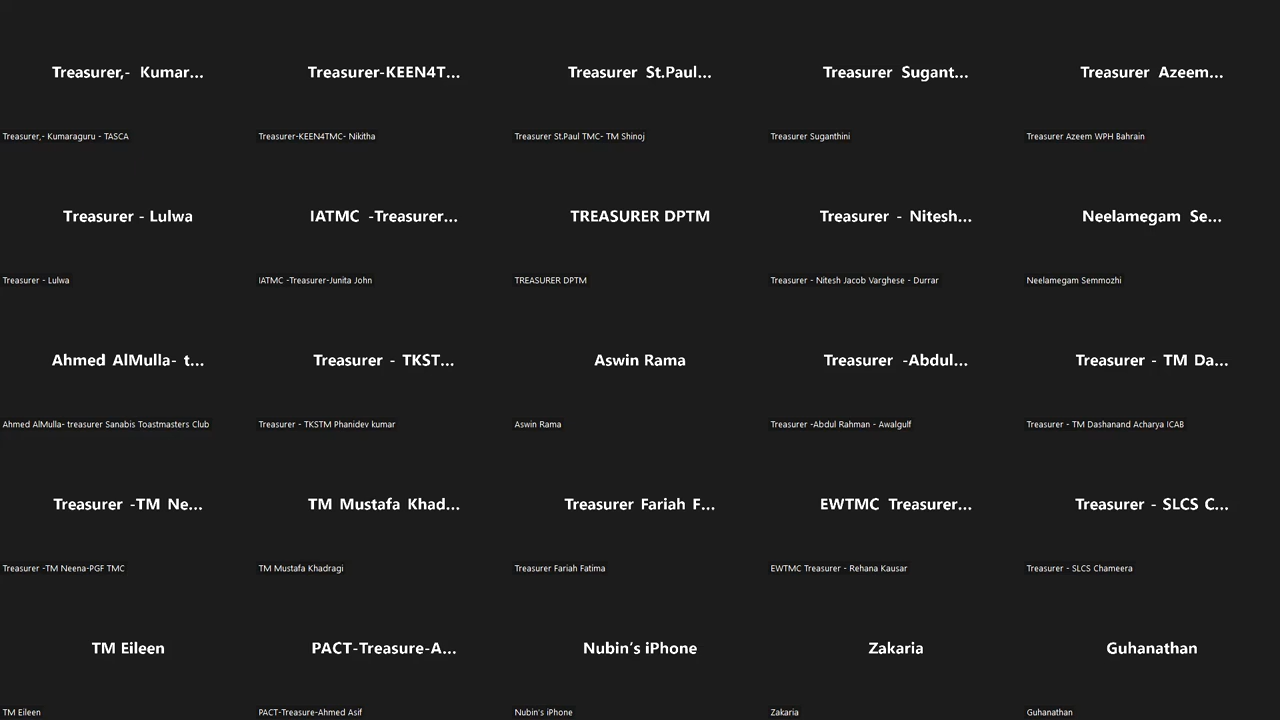 Treasurer,- Kumar... Treasurer-KEEN4T... Treasurer St.Paul... Treasurer Sugant... Treasurer Azeem...
Treasurer,- Kumaraguru - TASCA Treasurer-KEEN4TMC- Nikitha Treasurer St.Paul TMC- TM Shinoj Treasurer Suganthini Treasurer Azeem WPH Bahrain
Treasurer - Lulwa IATMC -Treasurer... TREASURER DPTM Treasurer - Nitesh... Neelamegam Se...
Treasurer - Lulwa IATMC -Treasurer-Junita John TREASURER DPTM Treasurer - Nitesh Jacob Varghese - Durrar Neelamegam Semmozhi
Ahmed AlMulla- t... Treasurer - TKST... Aswin Rama Treasurer -Abdul... Treasurer - TM Da...
Ahmed AlMulla- treasurer Sanabis Toastmasters Club Treasurer - TKSTM Phanidev kumar Aswin Rama Treasurer -Abdul Rahman - Awalgulf Treasurer - TM Dashanand Acharya ICAB
Treasurer -TM Ne... TM Mustafa Khad... Treasurer Fariah F... EWTMC Treasurer... Treasurer - SLCS C...
Treasurer -TM Neena-PGF TMC TM Mustafa Khadragi Treasurer Fariah Fatima EWTMC Treasurer - Rehana Kausar Treasurer - SLCS Chameera
TM Eileen PACT-Treasure-A... Nubin's iPhone Zakaria Guhanathan
TM Eileen PACT-Treasure-Ahmed Asif Nubin's iPhone Zakaria Guhanathan